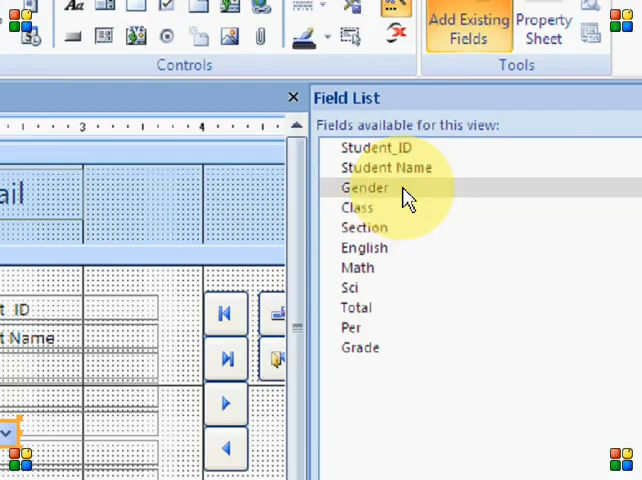 Aa
Add Existing Fields
Property Sheet
Controls
Tools
Field List
3
4
Fields available for this view:
Student_ID
Student Name
Gender
Class
Section
English
Math
Sci
Total
Per
Grade
ail
t_ID
t Name